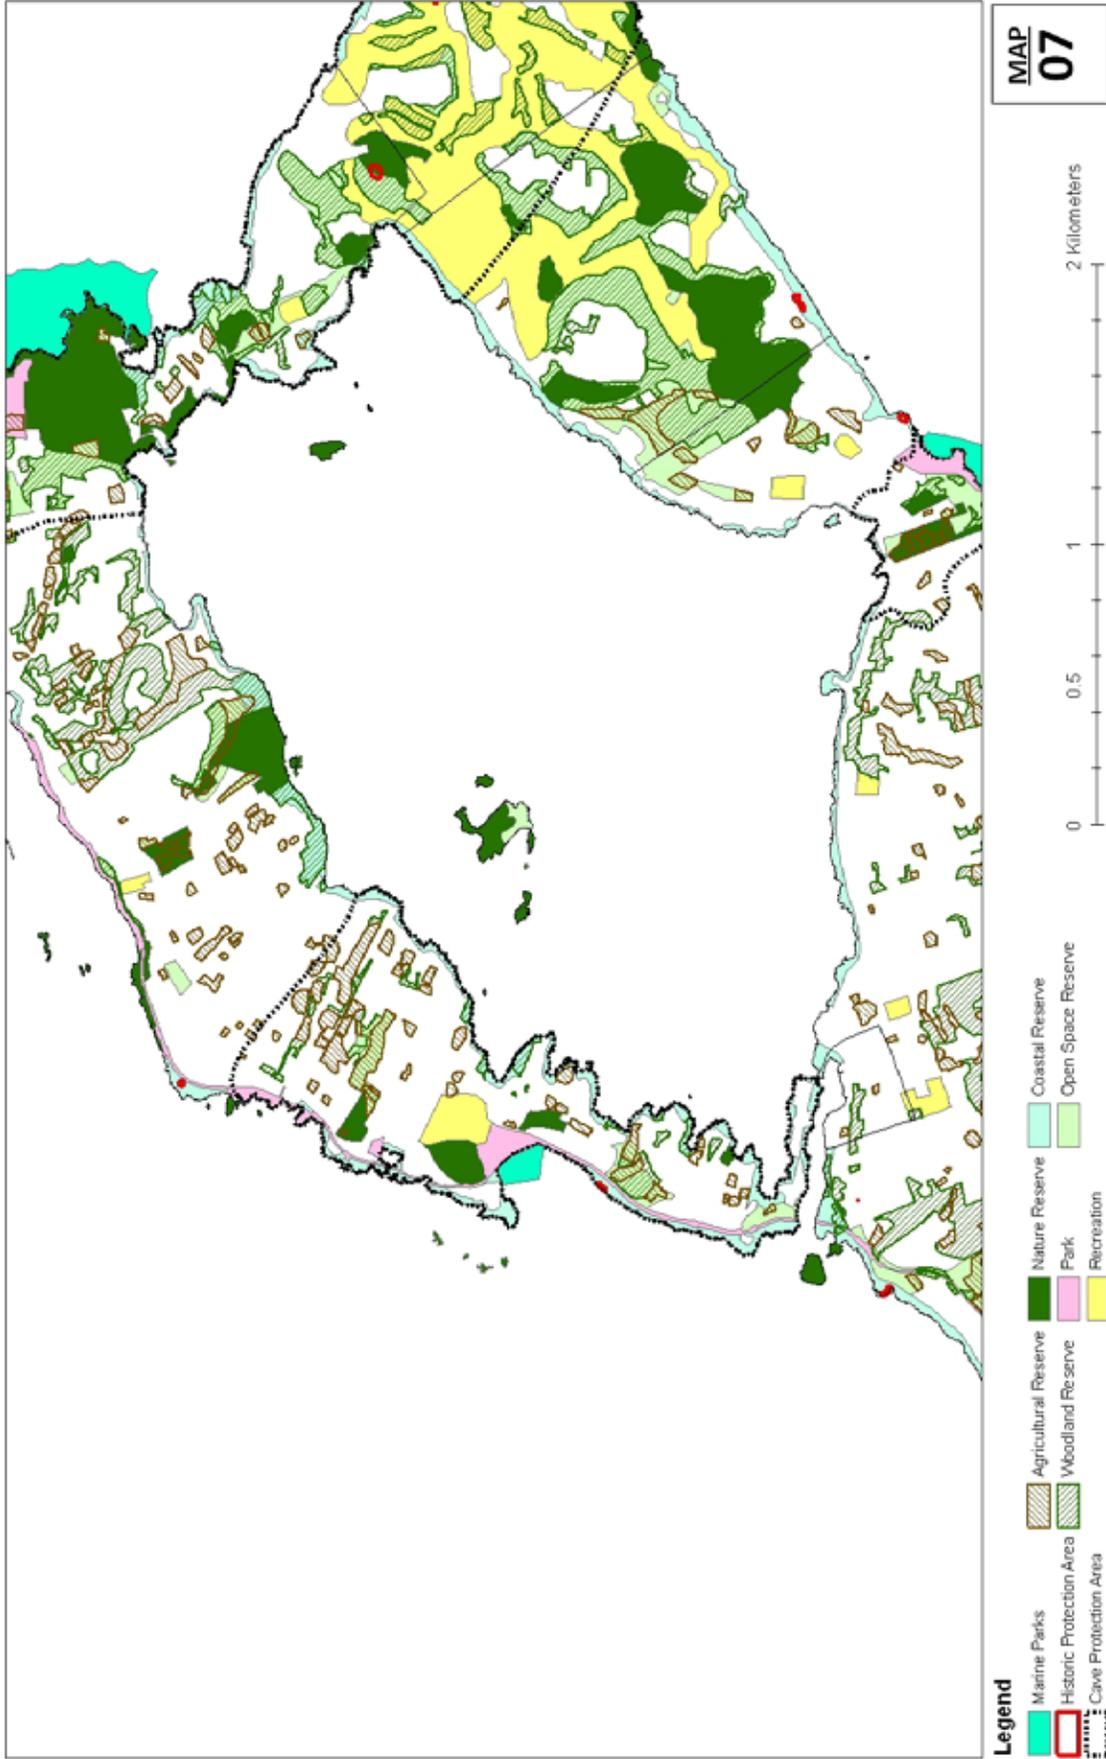 MAP
07
0 0.5 1 2 Kilometers
Legend
Marine Parks
Historic Protection Area
Cave Protection Area
Agricultural Reserve
Woodland Reserve
Nature Reserve
Park
Recreation
Coastal Reserve
Open Space Reserve